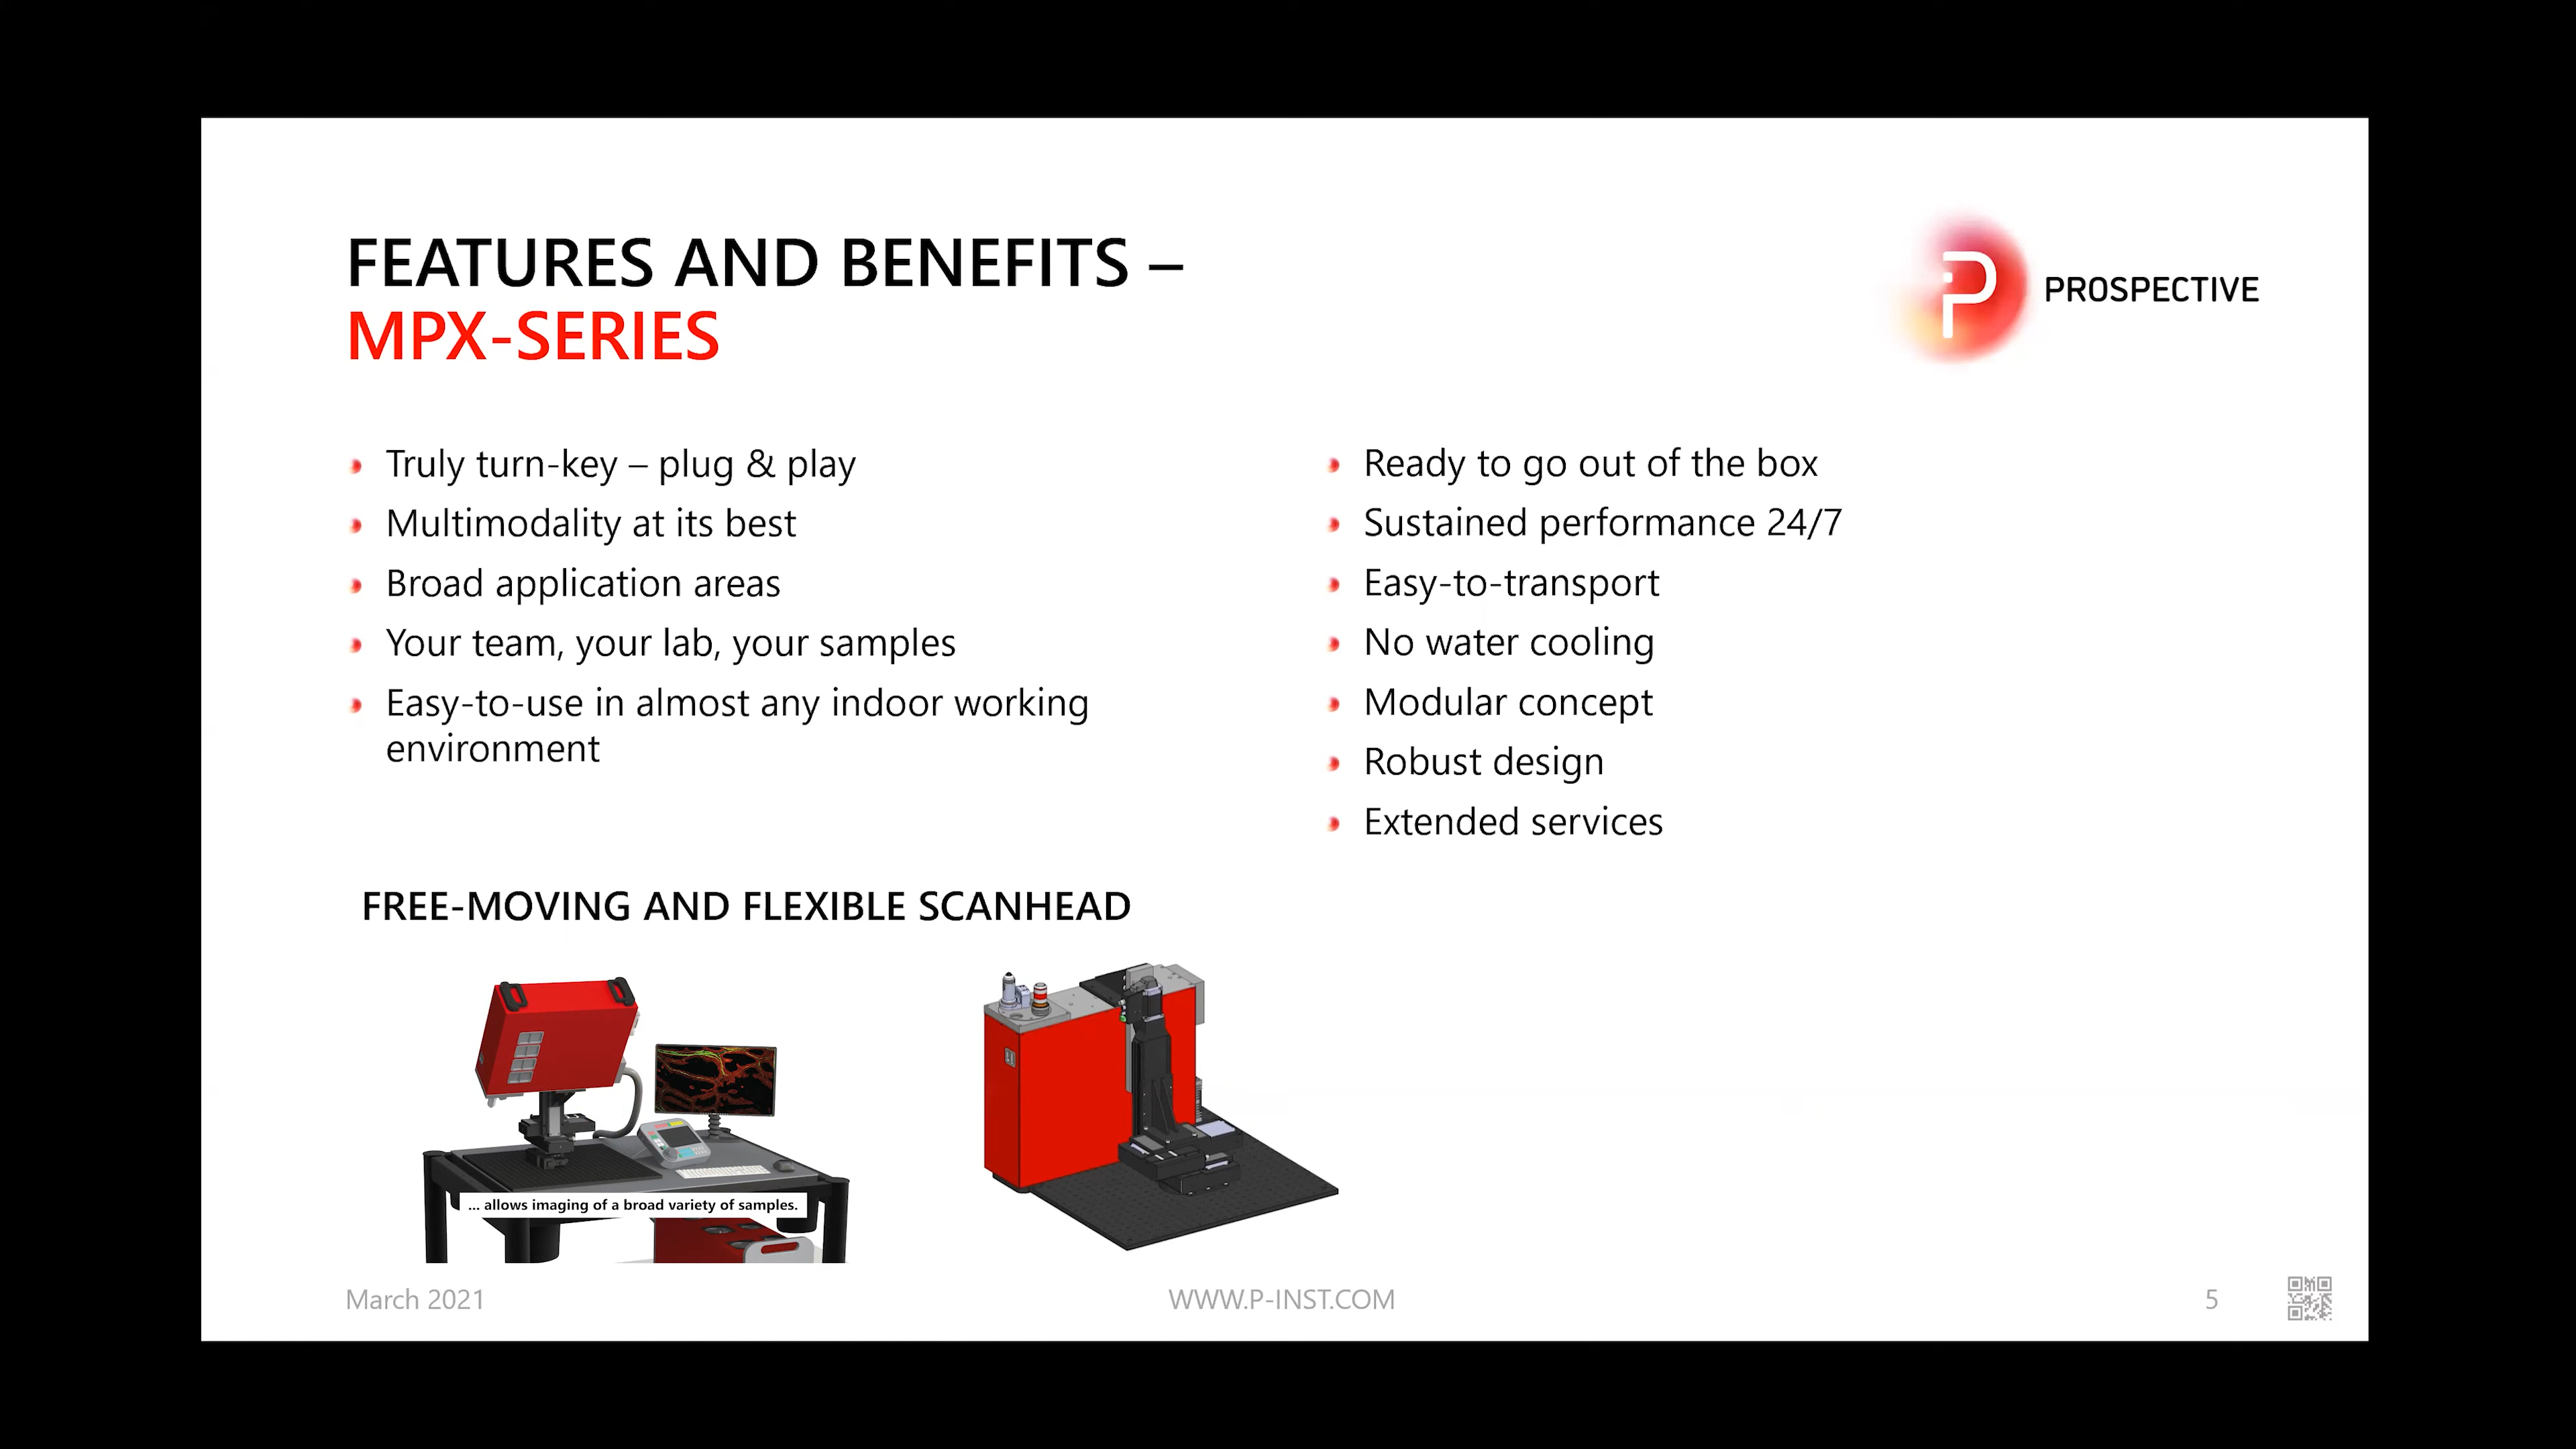 FEATURES AND BENEFITS –
MPX-SERIES
PROSPECTIVE
Truly turn-key – plug & play
Multimodality at its best
Broad application areas
Your team, your lab, your samples
Easy-to-use in almost any indoor working
environment
Ready to go out of the box
Sustained performance 24/7
Easy-to-transport
No water cooling
Modular concept
Robust design
Extended services
FREE-MOVING AND FLEXIBLE SCANHEAD
... allows imaging of a broad variety of samples.
March 2021
WWW.P-INST.COM
5